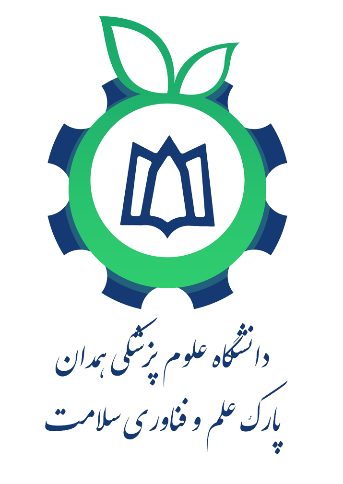 دانشگاه علوم پزشکی همدان
پارک علم و فناوری سلامت